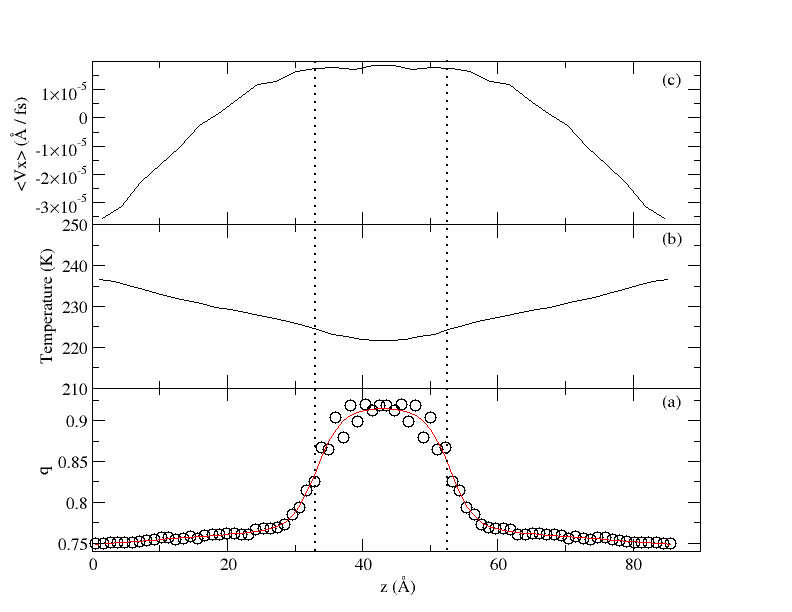 (c)
1×10⁻⁵
0
-1×10⁻⁵
-2×10⁻⁵
-3×10⁻⁵
<Vx> (Å / fs)
250
(b)
240
230
220
210
Temperature (K)
(a)
0.9
0.85
0.8
0.75
q
0 20 40 60 80
z (Å)